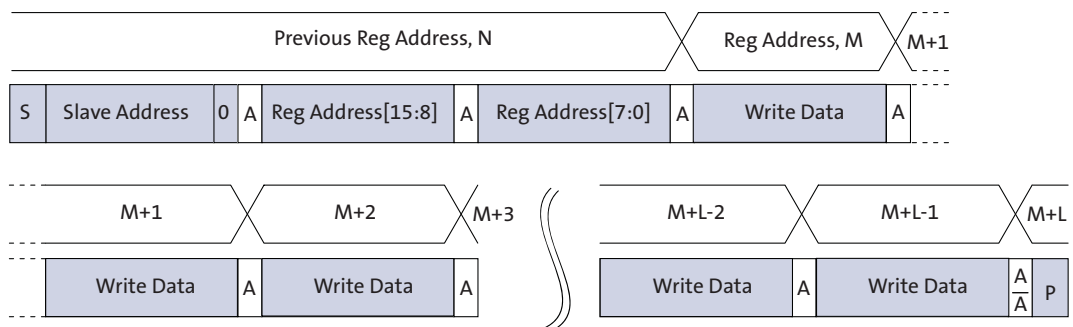 Previous Reg Address, N Reg Address, M M+1
S Slave Address 0 A Reg Address[15:8] A Reg Address[7:0] A Write Data A
M+1 M+2 M+3 M+L-2 M+L-1 M+L
Write Data A Write Data A Write Data A Write Data A/A̅ P